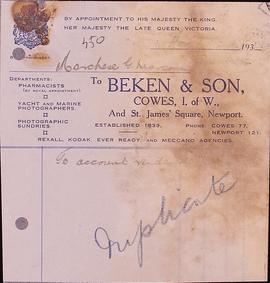 BY APPOINTMENT TO HIS MAJESTY THE KING.
HER MAJESTY THE LATE QUEEN VICTORIA.
450
193
Marchese
To BEKEN & SON,
COWES, I. of W.,
And St. James' Square, Newport.
ESTABLISHED 1833. PHONE: COWES 77.
NEWPORT 121.
DEPARTMENTS:
PHARMACISTS
(BY ROYAL APPOINTMENT)
YACHT AND MARINE
PHOTOGRAPHERS.
PHOTOGRAPHIC
SUNDRIES.
REXALL, KODAK, EVER READY, AND MECCANO AGENCIES.
To account
Duplicate